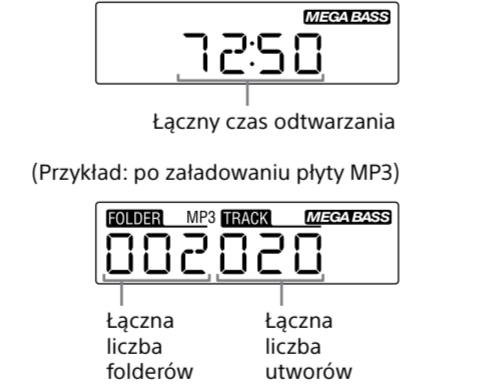 MEGA BASS
72:50
Łączny czas odtwarzania
(Przykład: po załadowaniu płyty MP3)
FOLDER MP3 TRACK MEGA BASS
002020
Łączna
liczba
folderów
Łączna
liczba
utworów